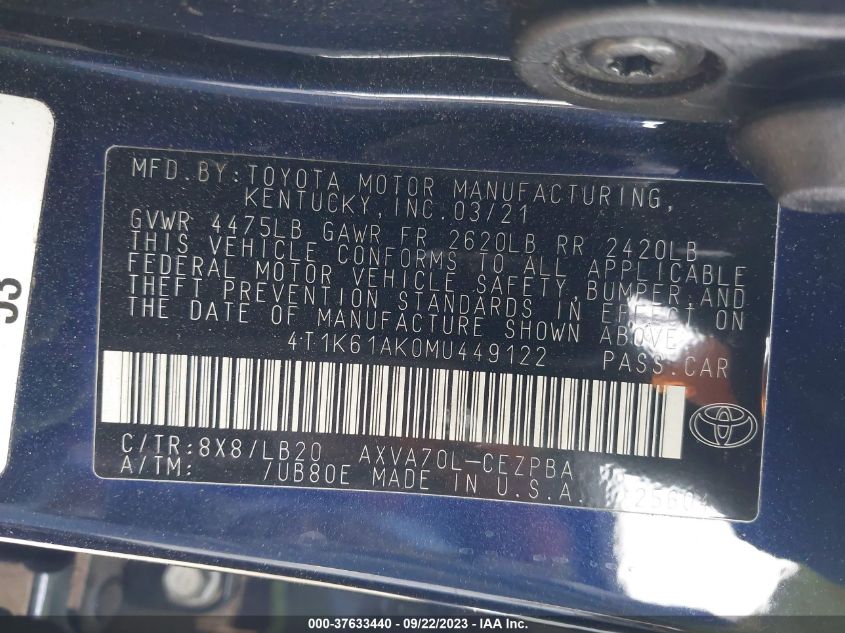 MFD.BY:TOYOTA MOTOR MANUFACTURING,
KENTUCKY,INC.03/21
GVWR 4475LB GAWR FR 2620LB RR 2420LB
THIS VEHICLE CONFORMS TO ALL APPLICABLE
FEDERAL MOTOR VEHICLE SAFETY,BUMPER,AND
THEFT PREVENTION STANDARDS IN EFFECT ON
THE DATE OF MANUFACTURE SHOWN ABOVE.
4T1K61AK0MU449122 PASS.CAR
C/TR:8X8/LB20 AXVA70L-CEZPBA
A/TM: /UB80E MADE IN U.S.A.
000-37633440 - 09/22/2023 - IAA Inc.